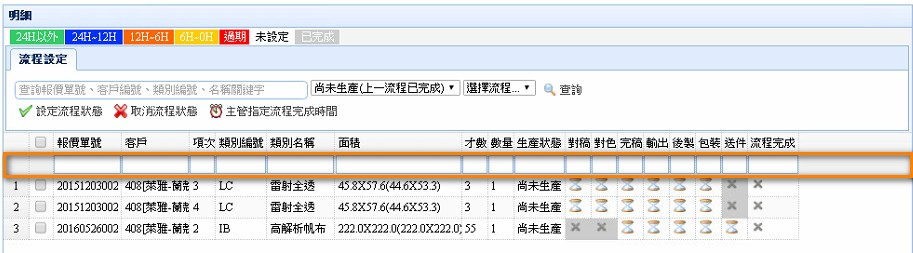 明細
24H以外 24H~12H 12H~6H 6H~0H 過期 未設定 已完成
流程設定
查詢報價單號、客戶編號、類別編號、名稱關鍵字 尚未生產(上一流程已完成) 選擇流程... 查詢
設定流程狀態 取消流程狀態 主管指定流程完成時間
報價單號 客戶 項次 類別編號 類別名稱 面積 才數 數量 生產狀態 對稿 對色 完稿 輸出 後製 包裝 送件 流程完成
1 20151203002 408[萊雅-蘭 3 LC 雷射全透 45.8X57.6(44.6X53.3) 3 1 尚未生產
2 20151203002 408[萊雅-蘭 4 LC 雷射全透 45.8X57.6(44.6X53.3) 3 1 尚未生產
3 20160526002 408[萊雅-蘭 2 IB 高解析帆布 222.0X222.0(222.0X222.0 55 1 尚未生產